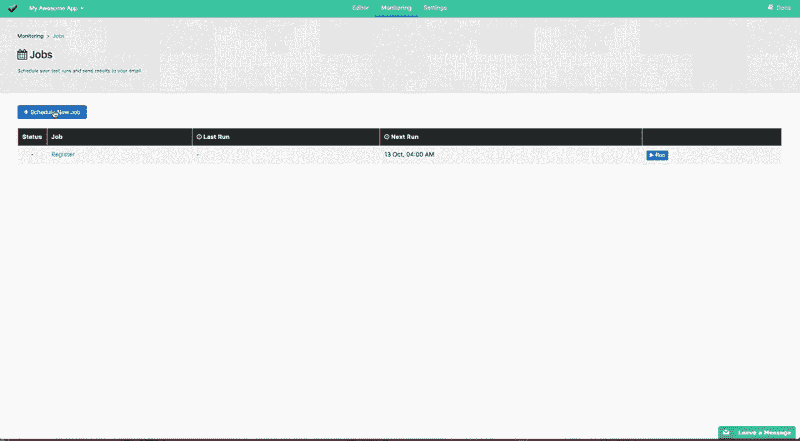 My Awesome App
Editor
Monitoring
Settings
Docs
Monitoring > Jobs
Jobs
Schedule your test runs and send results to your email
+ Schedule New Job
Status Job Last Run Next Run
- Register - 13 Oct, 04:00 AM Run
Leave a Message